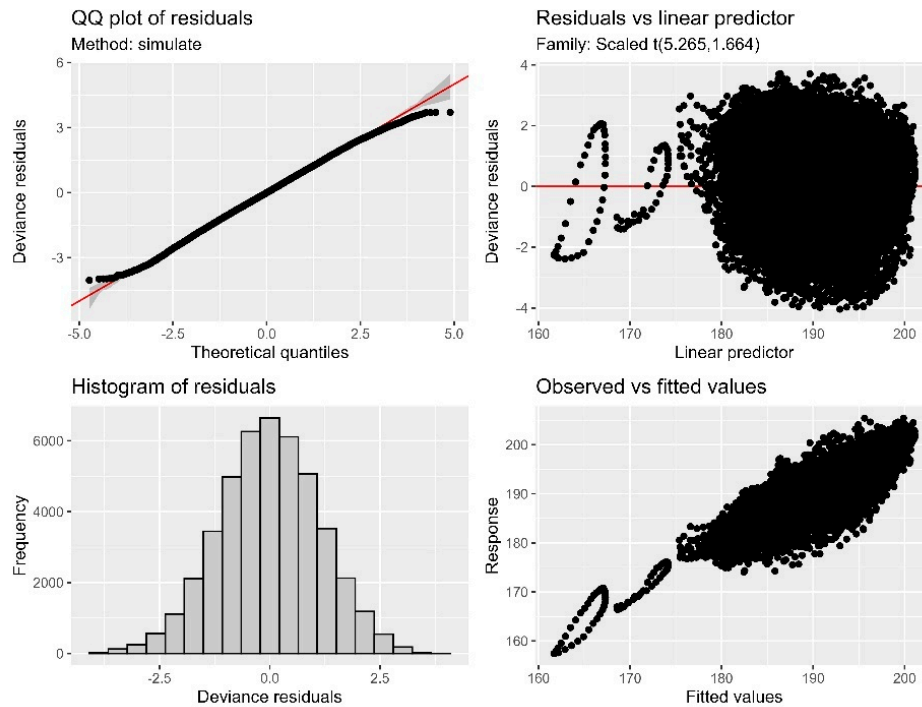 QQ plot of residuals
Method: simulate
6
3
0
-3
-5.0
-2.5
0.0
2.5
5.0
Deviance residuals
Theoretical quantiles
Residuals vs linear predictor
Family: Scaled t(5.265,1.664)
4
2
0
-2
-4
160
170
180
190
200
Deviance residuals
Linear predictor
Histogram of residuals
6000
4000
2000
0
-2.5
0.0
2.5
Frequency
Deviance residuals
Observed vs fitted values
200
190
180
170
160
160
170
180
190
200
Response
Fitted values